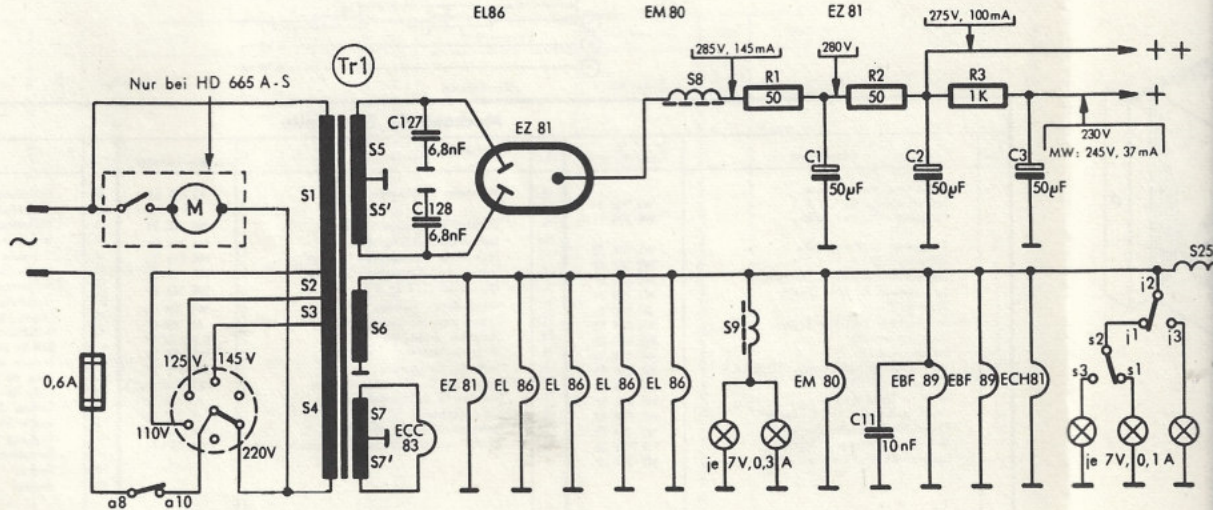 EL86
EM 80
EZ 81
275V, 100mA
Tr1
285V, 145mA
280V
+ +
Nur bei HD 665 A-S
S8
R1
R2
R3
50
50
1K
+
C127
EZ 81
6,8nF
S5
230V
MW: 245V, 37mA
C1
C2
C3
50µF
50µF
50µF
M
S1
S5'
C 128
6,8nF
~
S25
S2
j2
S3
S6
S9
j1
j3
125V
145V
s2
0,6A
EZ 81
EL 86
EL 86
EL 86
EL 86
EM 80
EBF 89
EBF 89
ECH81
s3
s1
S4
S7
ECC
83
C11
10nF
110V
220V
S7'
je 7V,0,3 A
je 7V, 0,1 A
a8
a10